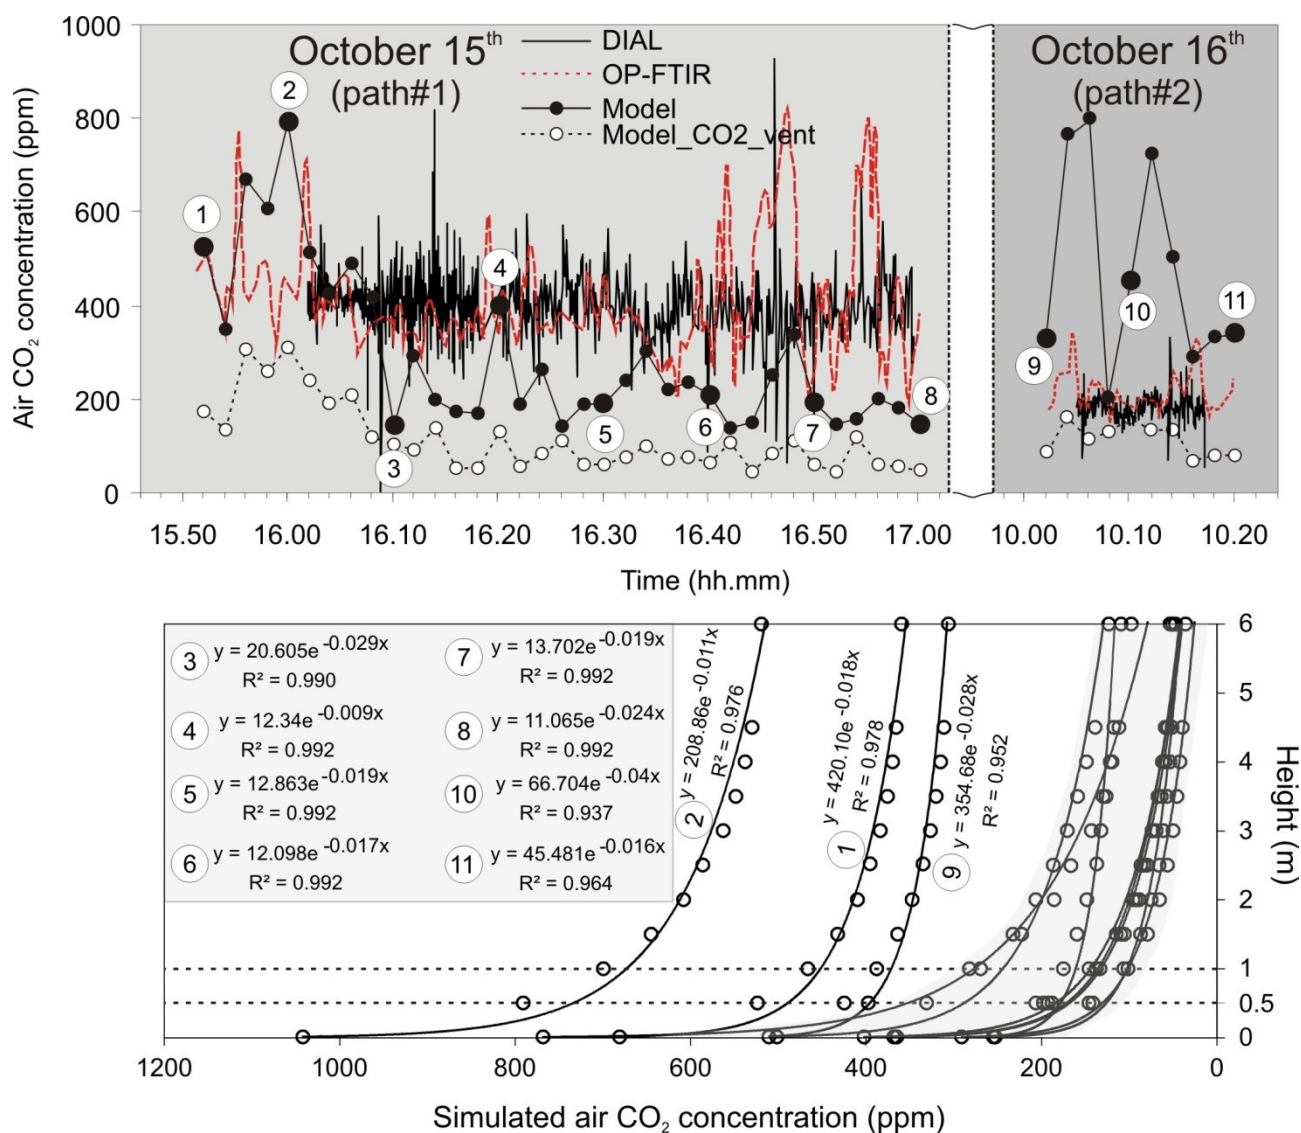 1000
800
600
400
200
0
Air CO₂ concentration (ppm)
October 15th
(path#1)
DIAL
OP-FTIR
Model
Model_CO2_vent
October 16th
(path#2)
1
2
3
4
5
6
7
8
9
10
11
15.50 16.00 16.10 16.20 16.30 16.40 16.50 17.00 10.00 10.10 10.20
Time (hh.mm)
3 y = 20.605e^-0.029x
R² = 0.990
4 y = 12.34e^-0.009x
R² = 0.992
5 y = 12.863e^-0.019x
R² = 0.992
6 y = 12.098e^-0.017x
R² = 0.992
7 y = 13.702e^-0.019x
R² = 0.992
8 y = 11.065e^-0.024x
R² = 0.992
10 y = 66.704e^-0.04x
R² = 0.937
11 y = 45.481e^-0.016x
R² = 0.964
2 y = 208.86e^-0.011x
R² = 0.976
1 y = 420.10e^-0.018x
R² = 0.978
9 y = 354.68e^-0.028x
R² = 0.952
6
5
4
3
2
1
0.5
0
Height (m)
1200 1000 800 600 400 200 0
Simulated air CO₂ concentration (ppm)